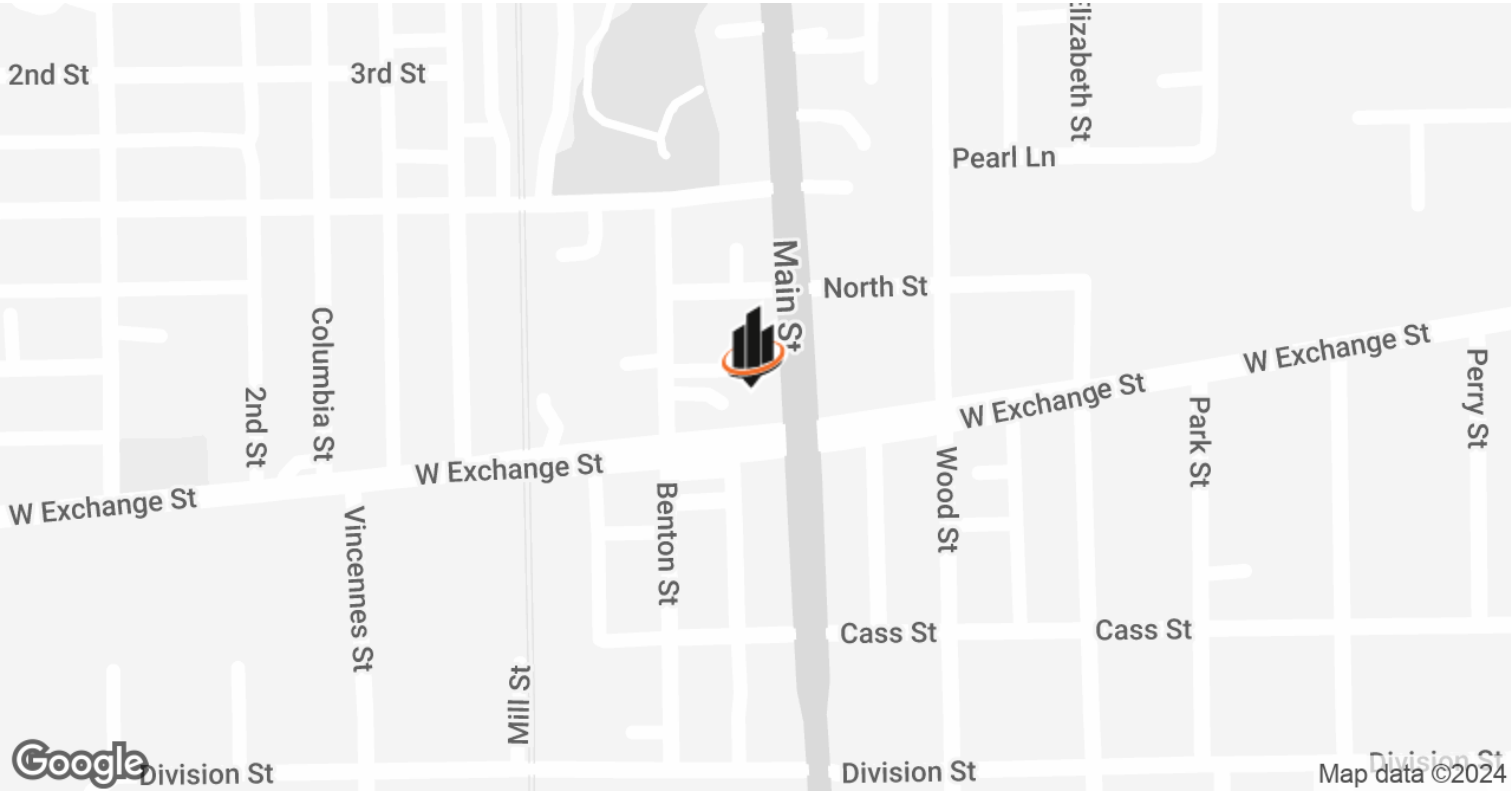 Elizabeth St
2nd St
3rd St
Pearl Ln
Main St
North St
Columbia St
W Exchange St
W Exchange St
Perry St
2nd St
Park St
W Exchange St
Wood St
W Exchange St
Benton St
Vincennes St
Cass St
Cass St
Mill St
Google
Division St
Division St
Division St
Map data ©2024